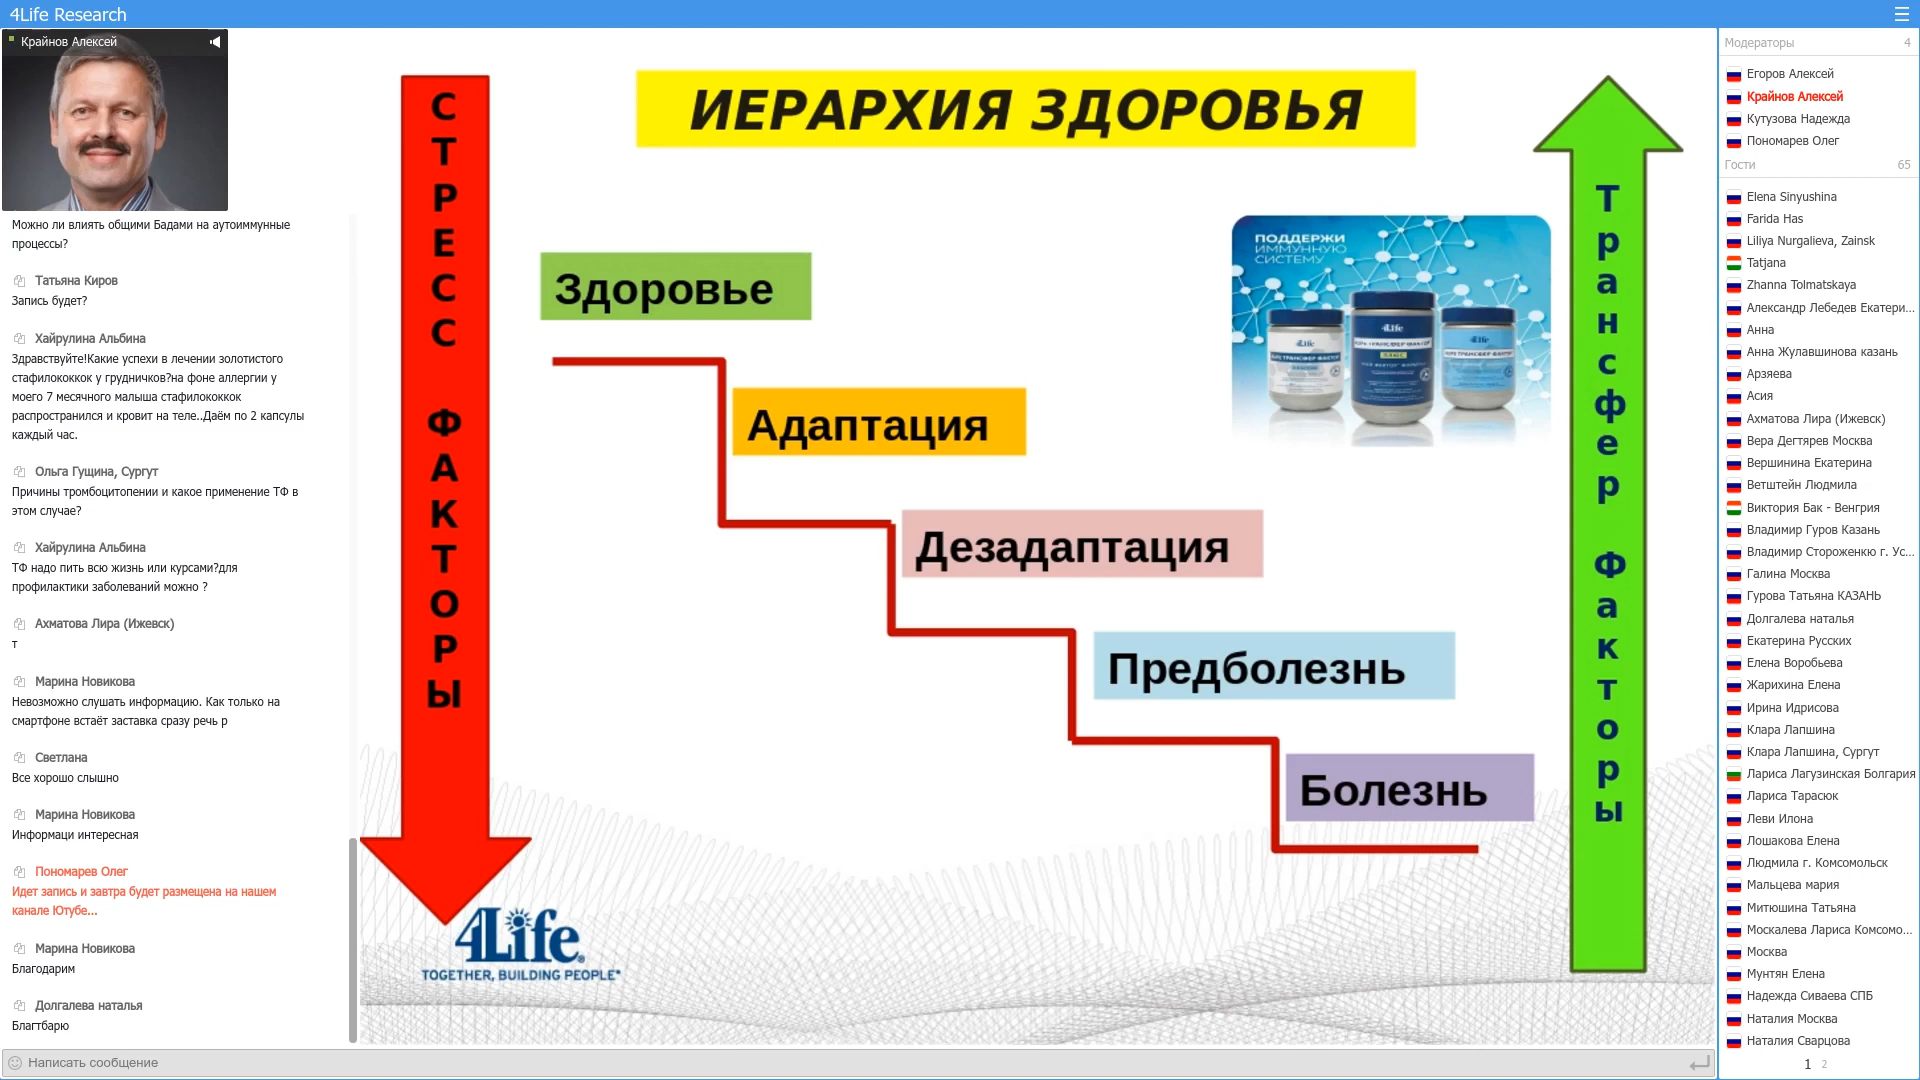 4Life Research
Крайнов Алексей
Можно ли влиять общими Бадами на аутоиммунные
процессы?
Татьяна Киров
Запись будет?
Хайрулина Альбина
Здравствуйте!Какие успехи в лечении золотистого
стафилококкок у грудничков?на фоне аллергии у
моего 7 месячного малыша стафилококкок
распространился и кровит на теле..Даём по 2 капсулы
каждый час.
Ольга Гущина, Сургут
Причины тромбоцитопении и какое применение ТФ в
этом случае?
Хайрулина Альбина
ТФ надо пить всю жизнь или курсами?для
профилактики заболеваний можно ?
Ахматова Лира (Ижевск)
т
Марина Новикова
Невозможно слушать информацию. Как только на
смартфоне встаёт заставка сразу речь р
Светлана
Все хорошо слышно
Марина Новикова
Информаци интересная
Пономарев Олег
Идет запись и завтра будет размещена на нашем
канале Ютубе...
Марина Новикова
Благодарим
Долгалева наталья
Благтбарю
Написать сообщение
СТРЕСС ФАКТОРЫ
ИЕРАРХИЯ ЗДОРОВЬЯ
Здоровье
Адаптация
Дезадаптация
Предболезнь
Болезнь
ПОДДЕРЖИ
ИММУННУЮ
СИСТЕМУ
4Life
4Life
4Life
Трансфер факторы
4Life
TOGETHER, BUILDING PEOPLE
Модераторы 4
Егоров Алексей
Крайнов Алексей
Кутузова Надежда
Пономарев Олег
Гости 65
Elena Sinyushina
Farida Has
Liliya Nurgalieva, Zainsk
Tatjana
Zhanna Tolmatskaya
Александр Лебедев Екатери...
Анна
Анна Жулавшинова казань
Арзяева
Асия
Ахматова Лира (Ижевск)
Вера Дегтярев Москва
Вершинина Екатерина
Ветштейн Людмила
Виктория Бак - Венгрия
Владимир Гуров Казань
Владимир Стороженкю г. Ус...
Галина Москва
Гурова Татьяна КАЗАНЬ
Долгалева наталья
Екатерина Русских
Елена Воробьева
Жарихина Елена
Ирина Идрисова
Клара Лапшина
Клара Лапшина, Сургут
Лариса Лагузинская Болгария
Лариса Тарасюк
Леви Илона
Лошакова Елена
Людмила г. Комсомольск
Мальцева мария
Митюшина Татьяна
Москалева Лариса Комсомо...
Москва
Мунтян Елена
Надежда Сиваева СПБ
Наталия Москва
Наталия Сварцова
1 2